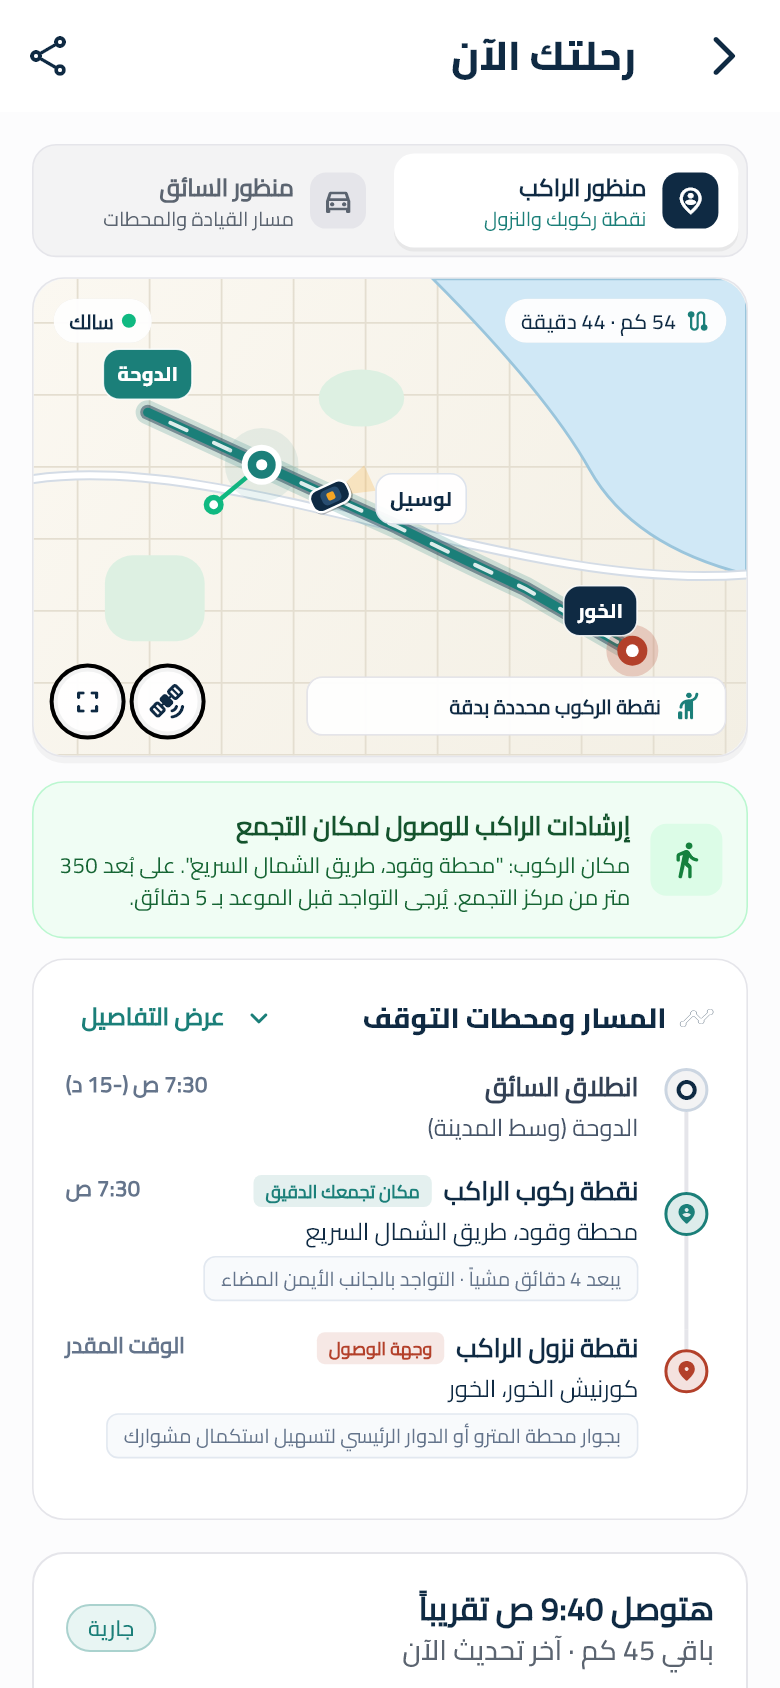 رحلتك الآن
منظور الراكب
نقطة ركوبك والنزول
منظور السائق
مسار القيادة والمحطات
54 كم · 44 دقيقة
سالك
الدوحة
لوسيل
الخور
نقطة الركوب محددة بدقة
إرشادات الراكب للوصول لمكان التجمع
مكان الركوب: "محطة وقود، طريق الشمال السريع". على بُعد 350
متر من مركز التجمع. يُرجى التواجد قبل الموعد بـ 5 دقائق.
المسار ومحطات التوقف
عرض التفاصيل
انطلاق السائق
7:30 ص (-15 د)
الدوحة (وسط المدينة)
نقطة ركوب الراكب
مكان تجمعك الدقيق
7:30 ص
محطة وقود، طريق الشمال السريع
يبعد 4 دقائق مشياً · التواجد بالجانب الأيمن المضاء
نقطة نزول الراكب
وجهة الوصول
الوقت المقدر
كورنيش الخور، الخور
بجوار محطة المترو أو الدوار الرئيسي لتسهيل استكمال مشوارك
هتوصل 9:40 ص تقريباً
جارية
باقي 45 كم · آخر تحديث الآن